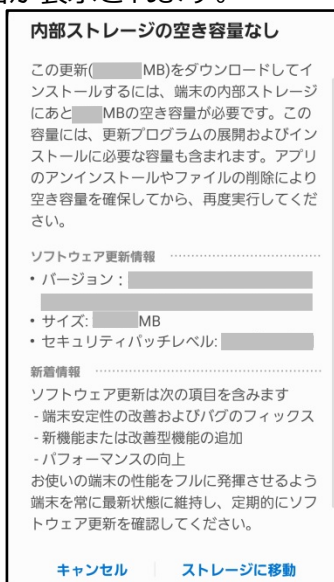 内部ストレージの空き容量なし
この更新( MB)をダウンロードしてイ
ンストールするには、端末の内部ストレージ
にあと MBの空き容量が必要です。この
容量には、更新プログラムの展開およびイン
ストールに必要な容量も含まれます。アプリ
のアンインストールやファイルの削除により
空き容量を確保してから、再度実行してくだ
さい。
ソフトウェア更新情報
・バージョン:
・サイズ: MB
・セキュリティパッチレベル:
新着情報
ソフトウェア更新は次の項目を含みます
- 端末安定性の改善およびバグのフィックス
- 新機能または改善型機能の追加
- パフォーマンスの向上
お使いの端末の性能をフルに発揮させるよう
端末を常に最新状態に維持し、定期的にソフ
トウェア更新を確認してください。
キャンセル ストレージに移動